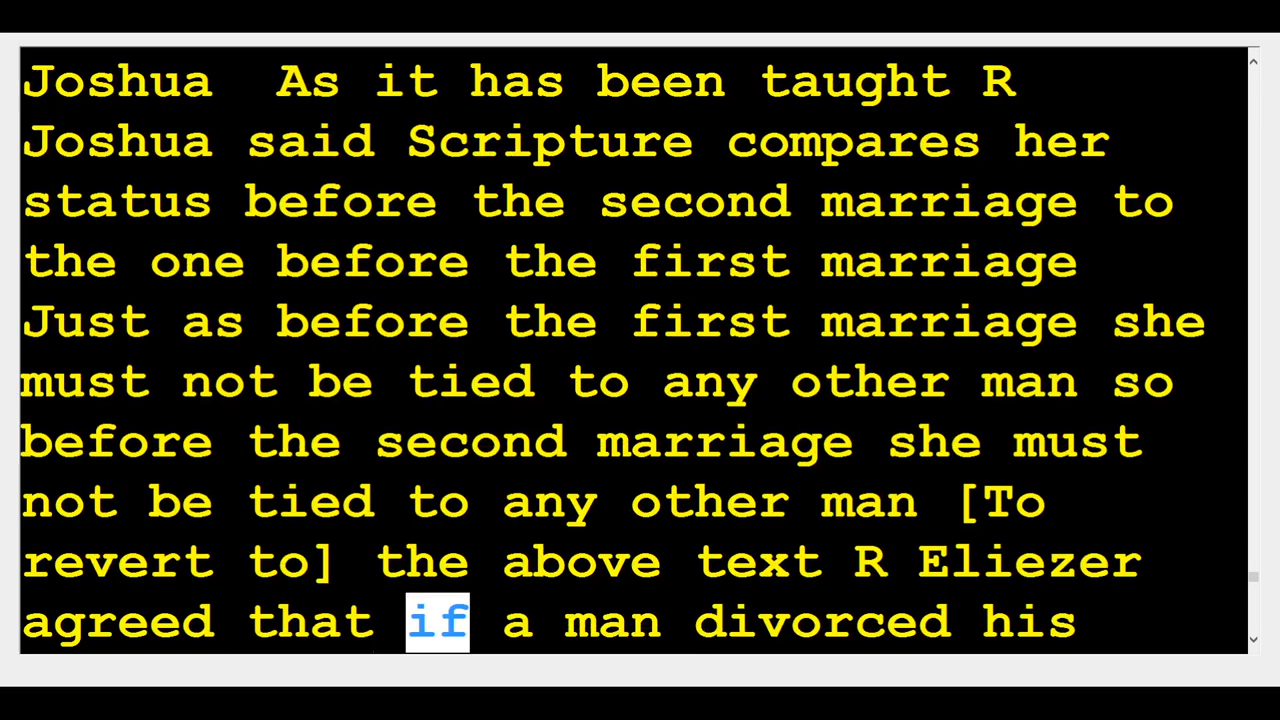 Joshua  As it has been taught R
Joshua said Scripture compares her
status before the second marriage to
the one before the first marriage
Just as before the first marriage she
must not be tied to any other man so
before the second marriage she must
not be tied to any other man [To
revert to] the above text R Eliezer
agreed that if a man divorced his